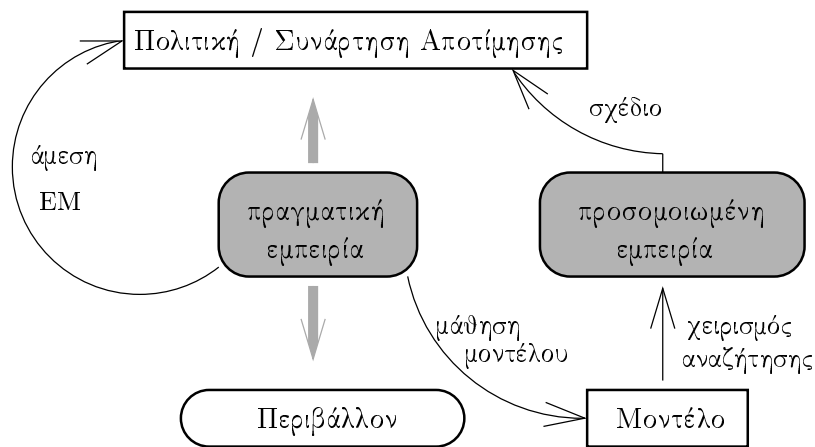 Πολιτική / Συνάρτηση Αποτίμησης
σχέδιο
άμεση
ΕΜ
πραγματική
εμπειρία
προσομοιωμένη
εμπειρία
μάθηση
μοντέλου
χειρισμός
αναζήτησης
Περιβάλλον
Μοντέλο